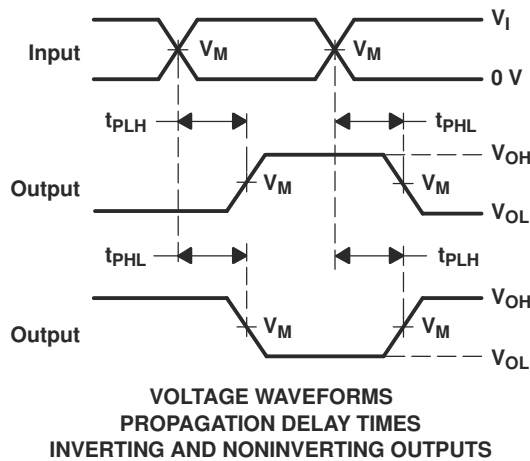 Input
V_M
V_M
V_I
0 V
t_PLH
t_PHL
Output
V_M
V_M
V_OH
V_OL
t_PHL
t_PLH
Output
V_M
V_M
V_OH
V_OL
VOLTAGE WAVEFORMS
PROPAGATION DELAY TIMES
INVERTING AND NONINVERTING OUTPUTS